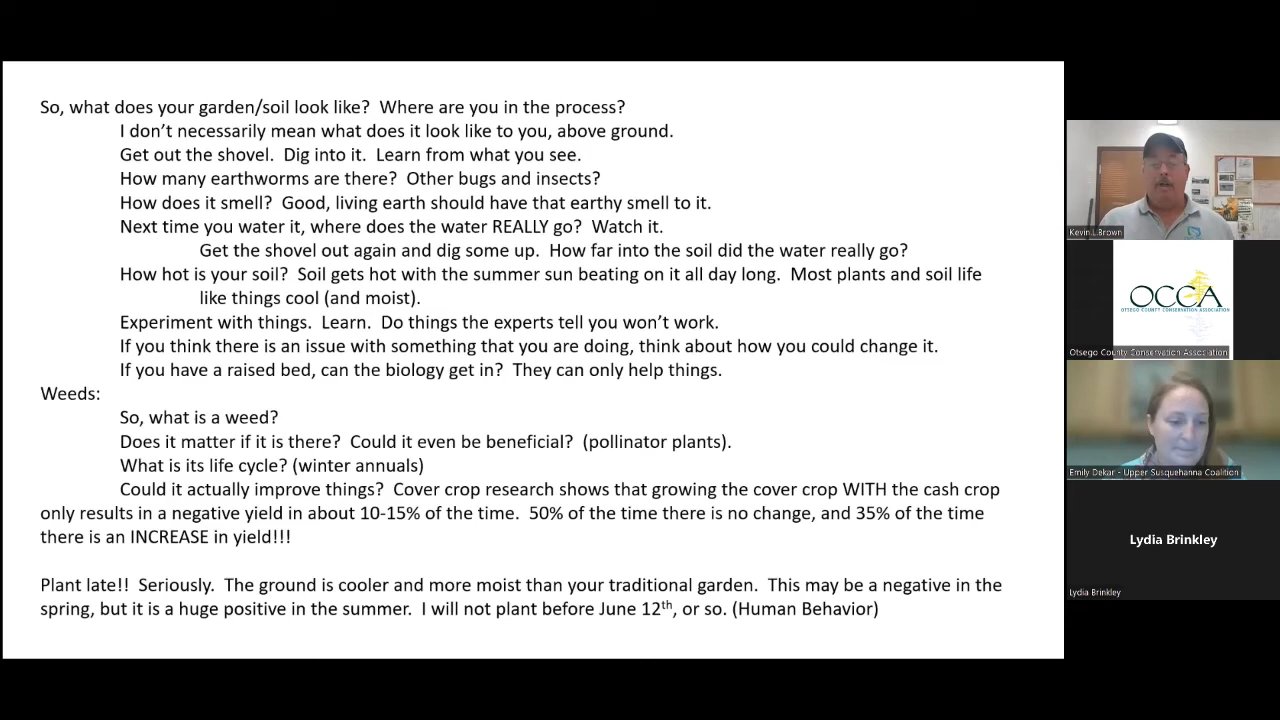 So, what does your garden/soil look like?  Where are you in the process?
I don’t necessarily mean what does it look like to you, above ground.
Get out the shovel.  Dig into it.  Learn from what you see.
How many earthworms are there?  Other bugs and insects?
How does it smell?  Good, living earth should have that earthy smell to it.
Next time you water it, where does the water REALLY go?  Watch it.
Get the shovel out again and dig some up.  How far into the soil did the water really go?
How hot is your soil?  Soil gets hot with the summer sun beating on it all day long.  Most plants and soil life
like things cool (and moist).
Experiment with things.  Learn.  Do things the experts tell you won’t work.
If you think there is an issue with something that you are doing, think about how you could change it.
If you have a raised bed, can the biology get in?  They can only help things.
Weeds:
So, what is a weed?
Does it matter if it is there?  Could it even be beneficial?  (pollinator plants).
What is its life cycle? (winter annuals)
Could it actually improve things?  Cover crop research shows that growing the cover crop WITH the cash crop
only results in a negative yield in about 10-15% of the time.  50% of the time there is no change, and 35% of the time
there is an INCREASE in yield!!!
Plant late!!  Seriously.  The ground is cooler and more moist than your traditional garden.  This may be a negative in the
spring, but it is a huge positive in the summer.  I will not plant before June 12th, or so. (Human Behavior)
Kevin L Brown
OCCA
OTSEGO COUNTY CONSERVATION ASSOCIATION
Otsego County Conservation Association
Emily Dekar - Upper Susquehanna Coalition
Lydia Brinkley
Lydia Brinkley